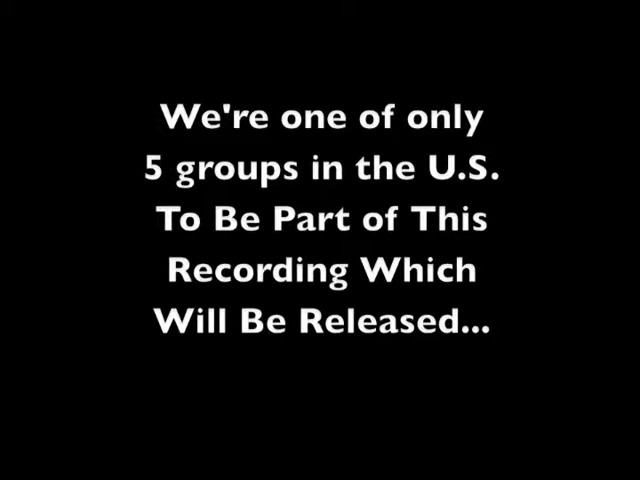 We're one of only
5 groups in the U.S.
To Be Part of This
Recording Which
Will Be Released...